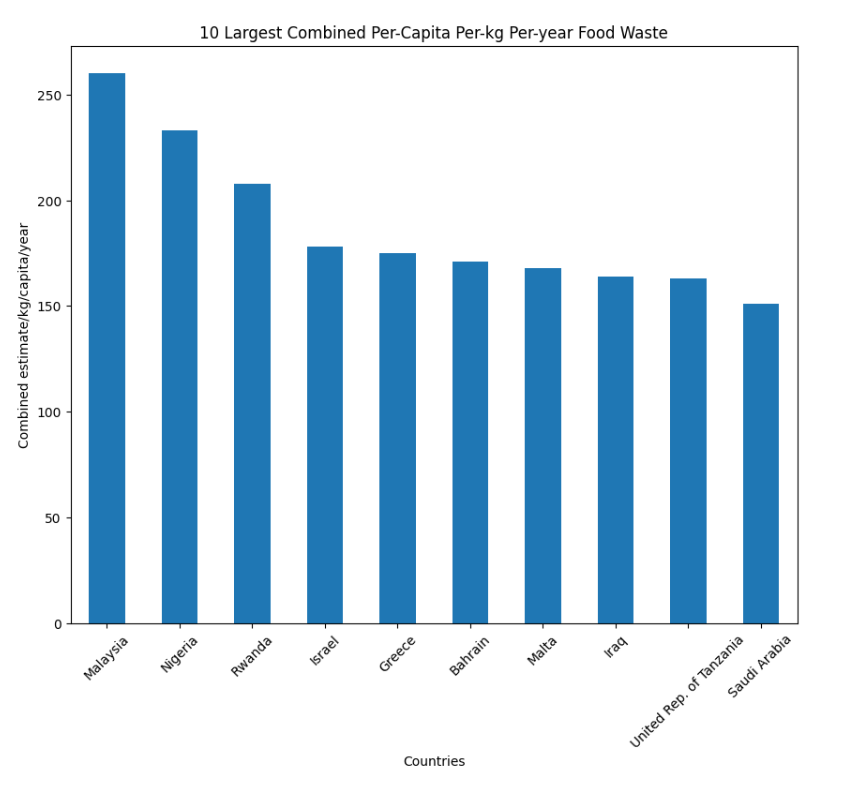 10 Largest Combined Per-Capita Per-kg Per-year Food Waste
Combined estimate/kg/capita/year
250
200
150
100
50
0
Malaysia
Nigeria
Rwanda
Israel
Greece
Bahrain
Malta
Iraq
United Rep. of Tanzania
Saudi Arabia
Countries